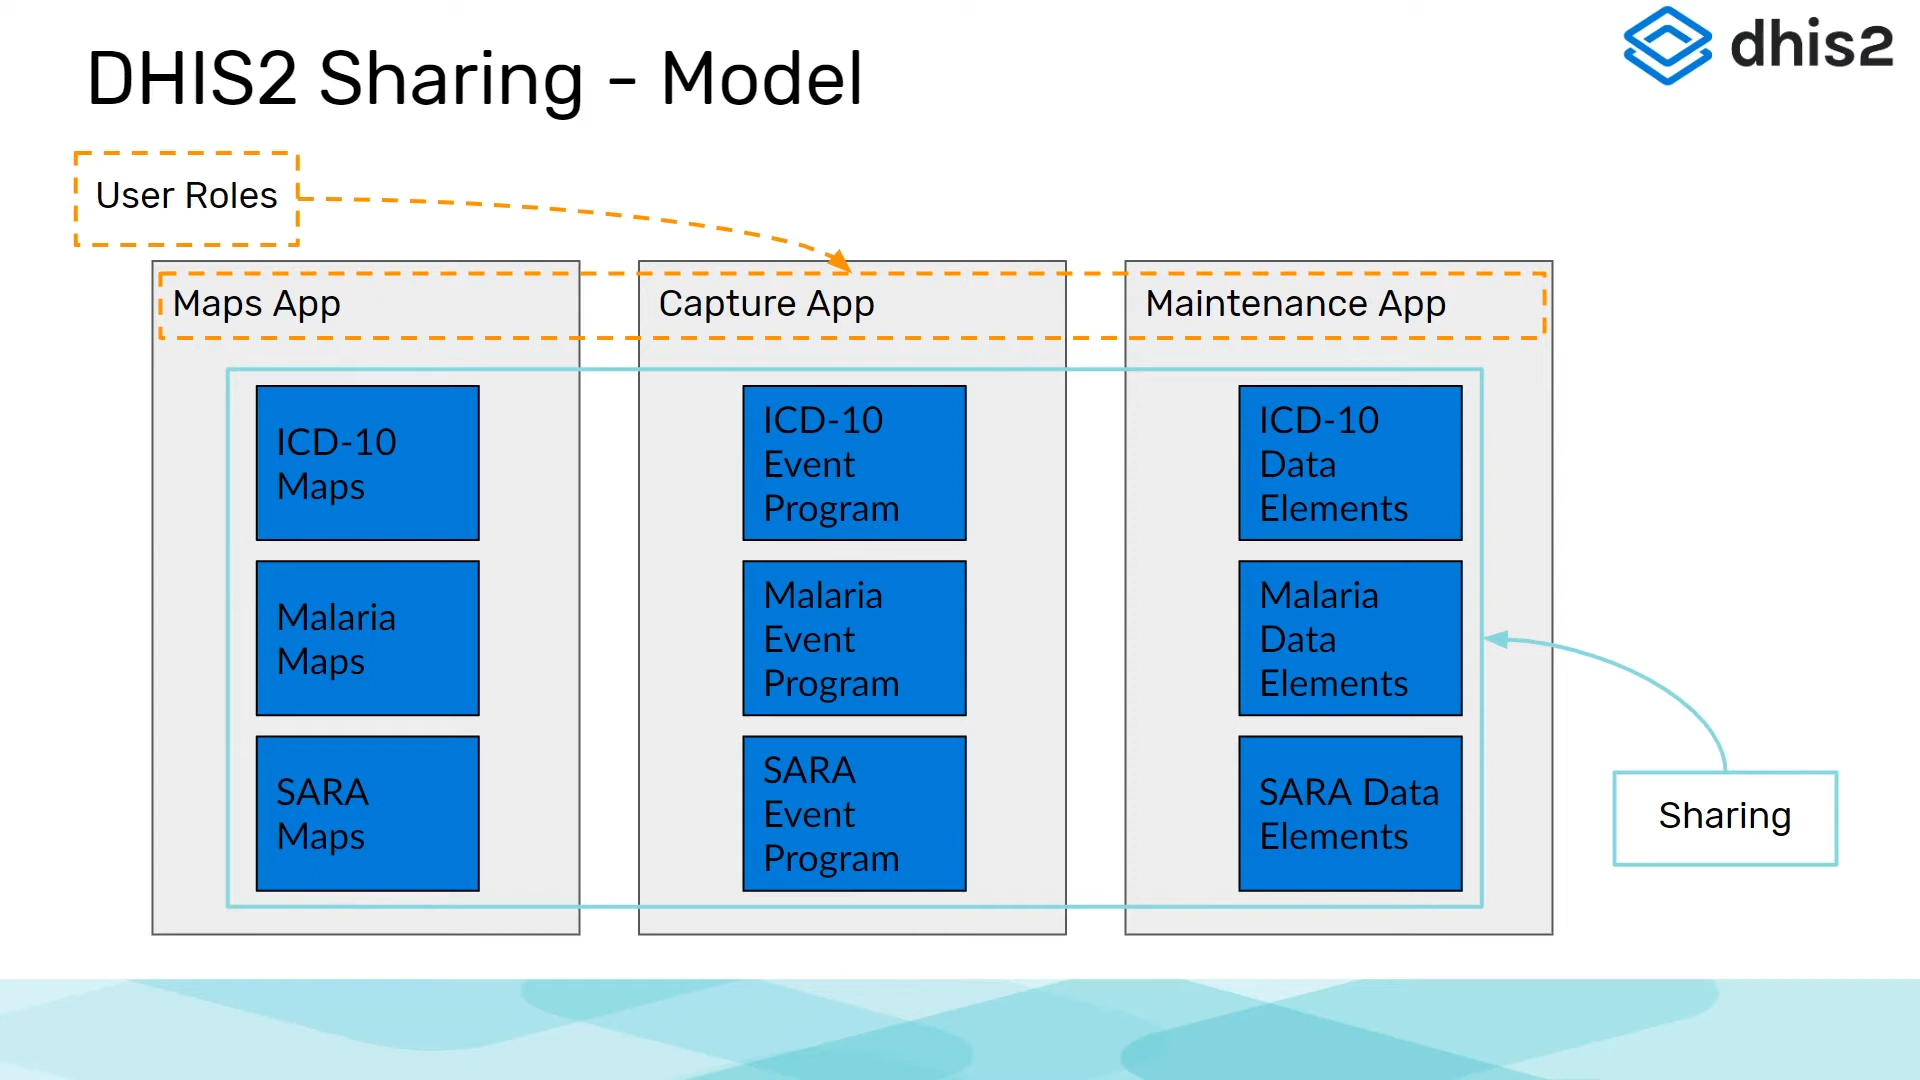 DHIS2 Sharing - Model
dhis2
User Roles
Maps App
Capture App
Maintenance App
ICD-10
Maps
ICD-10
Event
Program
ICD-10
Data
Elements
Malaria
Maps
Malaria
Event
Program
Malaria
Data
Elements
SARA
Maps
SARA
Event
Program
SARA Data
Elements
Sharing